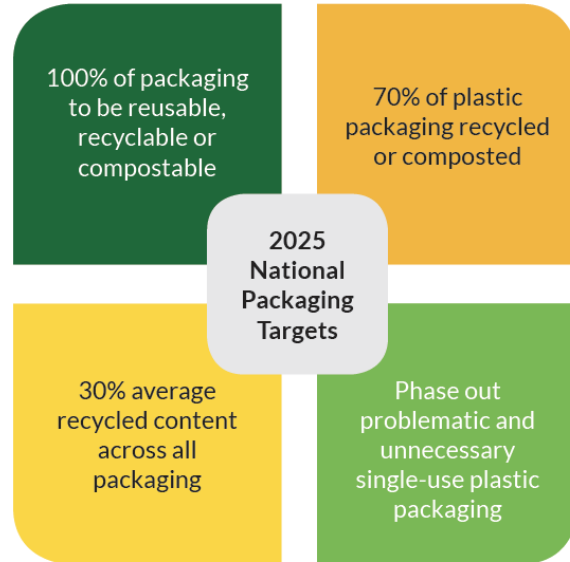 100% of packaging
to be reusable,
recyclable or
compostable
70% of plastic
packaging recycled
or composted
2025
National
Packaging
Targets
30% average
recycled content
across all
packaging
Phase out
problematic and
unnecessary
single-use plastic
packaging